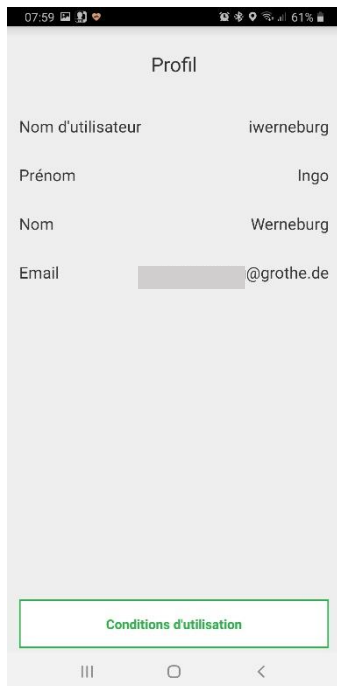 07:59 61%
Profil
Nom d'utilisateur iwerneburg
Prénom Ingo
Nom Werneburg
Email @grothe.de
Conditions d'utilisation